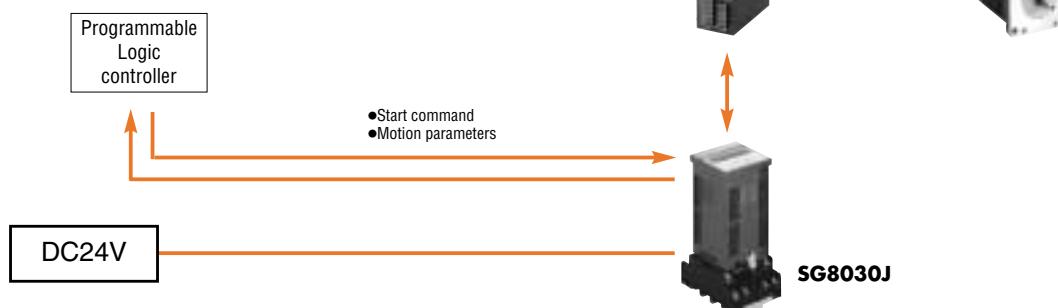 Programmable
Logic
controller
●Start command
●Motion parameters
DC24V
SG8030J